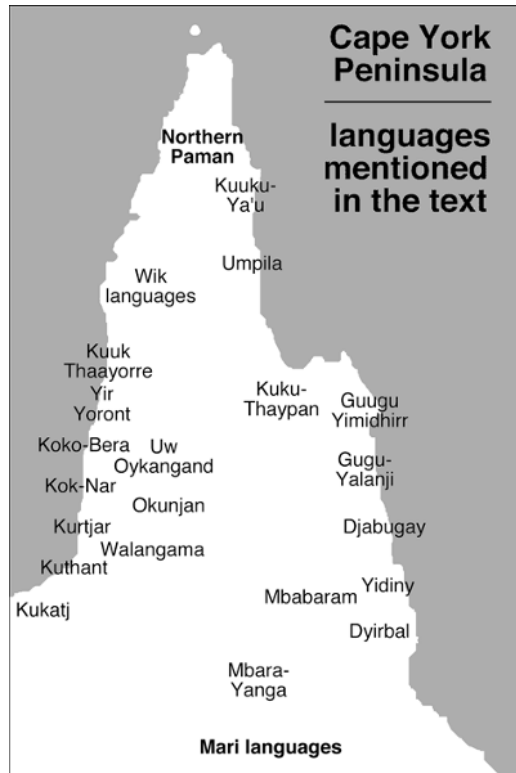 Cape York
Peninsula
languages
mentioned
in the text
Northern
Paman
Kuuku-
Ya'u
Umpila
Wik
languages
Kuuk
Thaayorre
Yir
Yoront
Kuku-
Thaypan
Guugu
Yimidhirr
Koko-Bera
Uw
Oykangand
Gugu-
Yalanji
Kok-Nar
Okunjan
Kurtjar
Djabugay
Walangama
Kuthant
Yidiny
Mbabaram
Kukatj
Dyirbal
Mbara-
Yanga
Mari languages